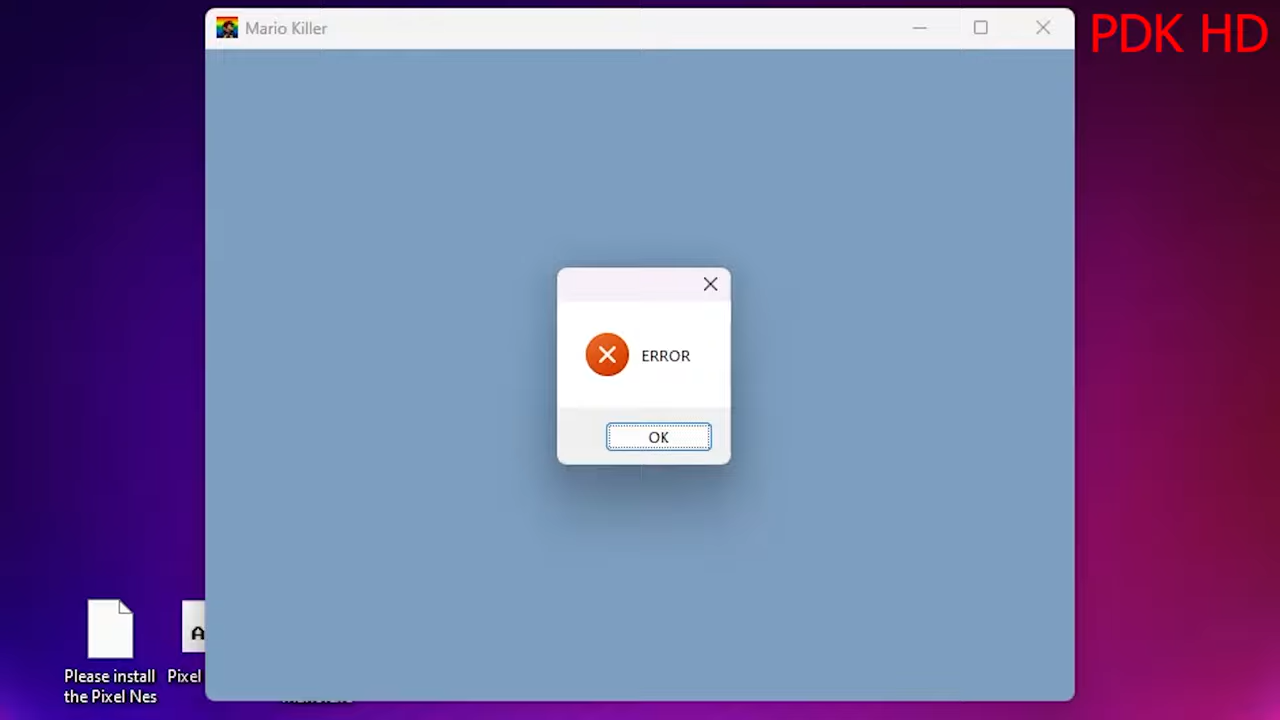 Mario Killer
PDK HD
ERROR
OK
Please install
the Pixel Nes
Pixel